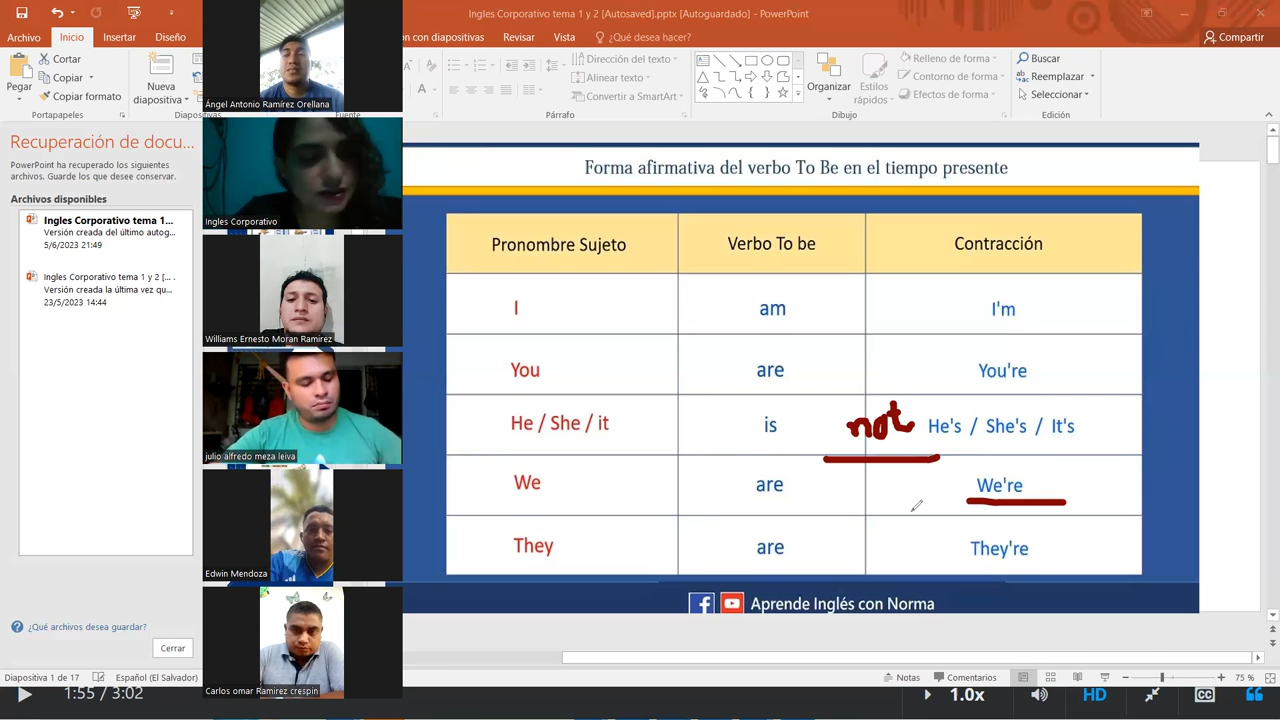 Ingles Corporativo tema 1 y 2 [Autosaved].pptx [Autoguardado] - PowerPoint
Archivo Inicio Insertar Diseño on con diapositivas Revisar Vista ¿Qué desea hacer? Compartir
Pegar
Cortar
Copiar
Copiar formato
Portapapeles
Nueva
diapositiva
Diapositivas
Fuente
Dirección del texto
Alinear texto
Convertir a SmartArt
Párrafo
Organizar
Estilos
rápidos
Relleno de forma
Contorno de forma
Efectos de forma
Dibujo
Buscar
Reemplazar
Seleccionar
Edición
Recuperación de docu...
PowerPoint ha recuperado los siguientes
archivos. Guarde los que desee conservar.
Archivos disponibles
Ingles Corporativo tema 1...
Versión creada del último autog...
5/6/2023 21:49
Ingles Corporativo tema 1 y 2 [...
Versión creada la última vez qu...
23/5/2023 14:44
¿Qué archivos desea guardar?
Cerrar
Ángel Antonio Ramírez Orellana
Ingles Corporativo
Williams Ernesto Moran Ramirez
julio alfredo meza leiva
Edwin Mendoza
Carlos omar Ramirez crespin
Forma afirmativa del verbo To Be en el tiempo presente
Pronombre Sujeto Verbo To be Contracción
I am I'm
You are You're
He / She / it is not He's / She's / It's
We are We're
They are They're
Aprende Inglés con Norma
Diapositiva 1 de 17 Español (El Salvador) Notas Comentarios 75 %
1:55 / 3:02 1.0x HD CC